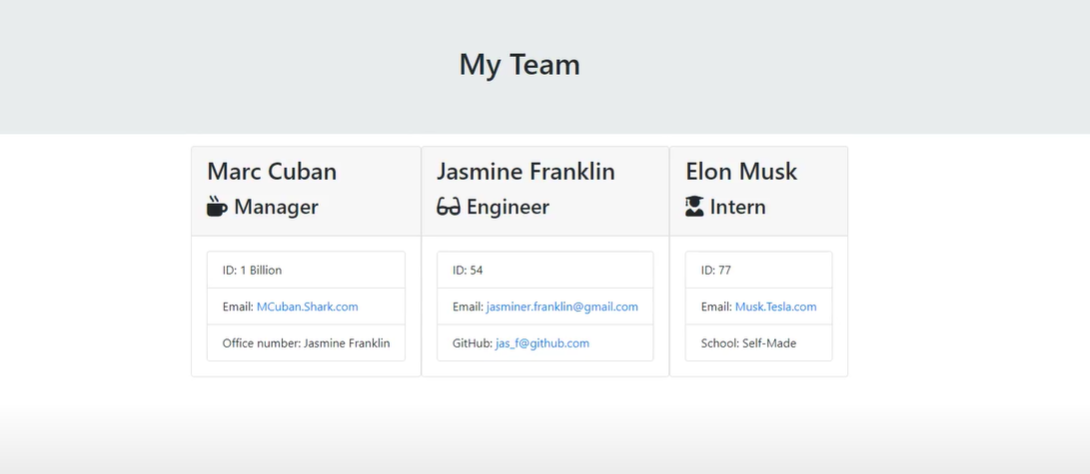 My Team
Marc Cuban
Manager
ID: 1 Billion
Email: MCuban.Shark.com
Office number: Jasmine Franklin
Jasmine Franklin
Engineer
ID: 54
Email: jasminer.franklin@gmail.com
GitHub: jas_f@github.com
Elon Musk
Intern
ID: 77
Email: Musk.Tesla.com
School: Self-Made